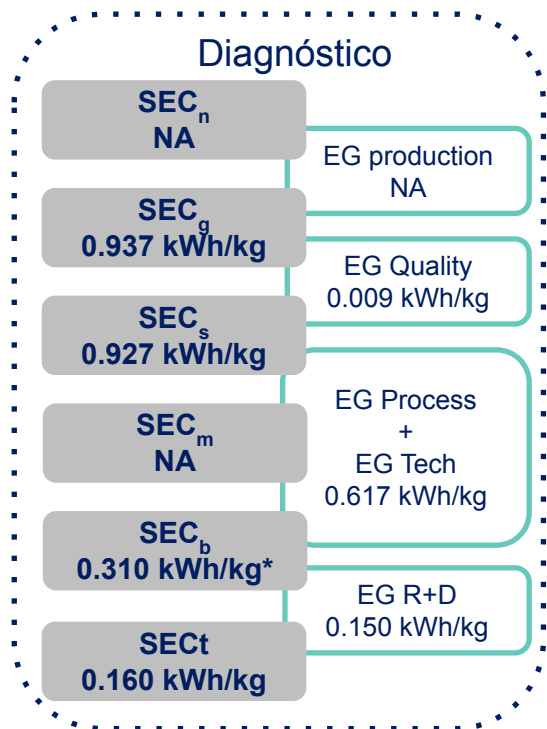 Diagnóstico
SECn
NA
EG production
NA
SECg
0.937 kWh/kg
EG Quality
0.009 kWh/kg
SECs
0.927 kWh/kg
EG Process
+
EG Tech
0.617 kWh/kg
SECm
NA
SECb
0.310 kWh/kg*
EG R+D
0.150 kWh/kg
SECt
0.160 kWh/kg